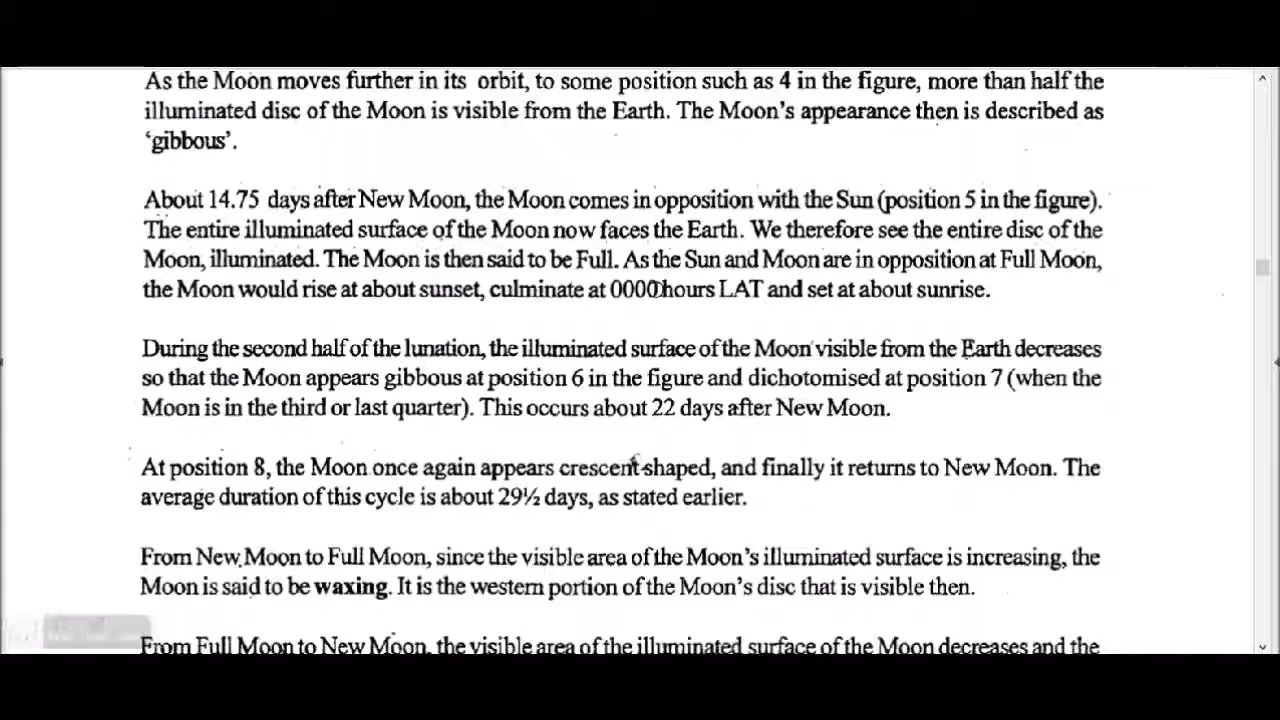 As the Moon moves further in its orbit, to some position such as 4 in the figure, more than half the
illuminated disc of the Moon is visible from the Earth. The Moon's appearance then is described as
'gibbous'.
About 14.75 days after New Moon, the Moon comes in opposition with the Sun (position 5 in the figure).
The entire illuminated surface of the Moon now faces the Earth. We therefore see the entire disc of the
Moon, illuminated. The Moon is then said to be Full. As the Sun and Moon are in opposition at Full Moon,
the Moon would rise at about sunset, culminate at 0000hours LAT and set at about sunrise.
During the second half of the lunation, the illuminated surface of the Moon visible from the Earth decreases
so that the Moon appears gibbous at position 6 in the figure and dichotomised at position 7 (when the
Moon is in the third or last quarter). This occurs about 22 days after New Moon.
At position 8, the Moon once again appears crescent-shaped, and finally it returns to New Moon. The
average duration of this cycle is about 29½ days, as stated earlier.
From New Moon to Full Moon, since the visible area of the Moon's illuminated surface is increasing, the
Moon is said to be waxing. It is the western portion of the Moon's disc that is visible then.
From Full Moon to New Moon, the visible area of the illuminated surface of the Moon decreases and the